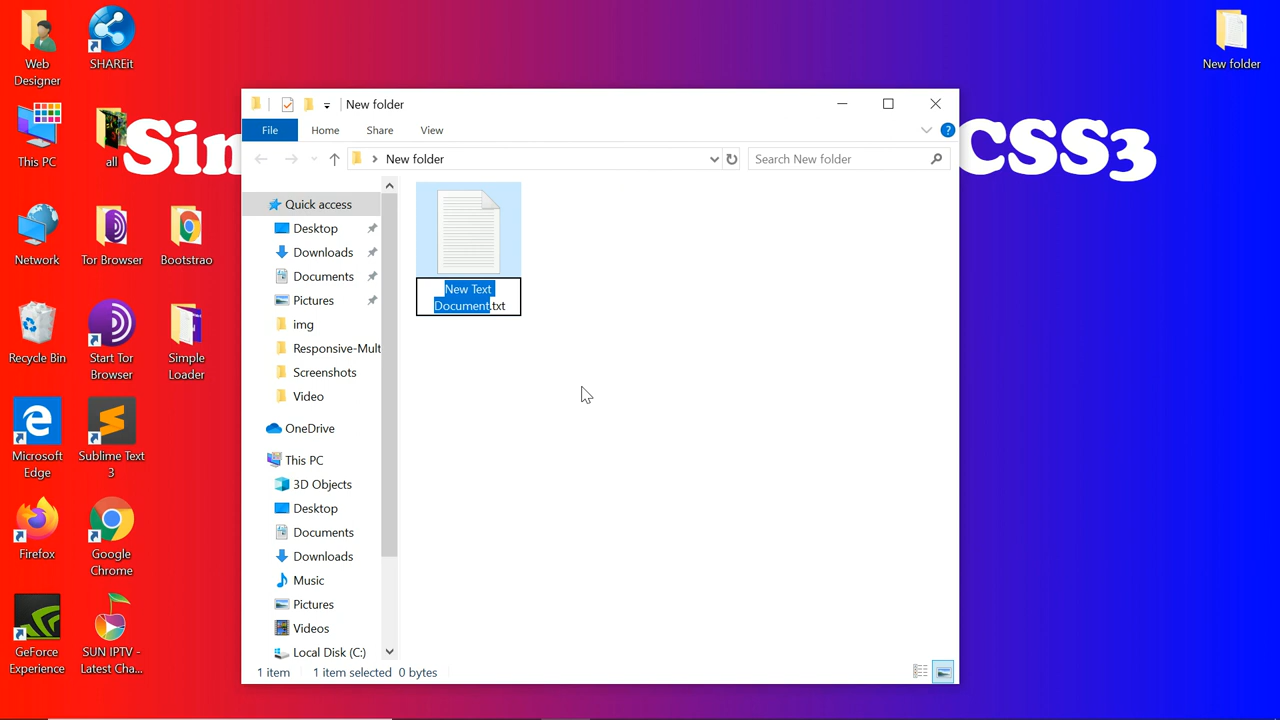 Web
Designer
SHAREit
New folder
This PC
all
Sim
CSS3
Network
Tor Browser
Bootstrao
Recycle Bin
Start Tor
Browser
Simple
Loader
Microsoft
Edge
Sublime Text
3
Firefox
Google
Chrome
GeForce
Experience
SUN IPTV -
Latest Cha...
New folder
File
Home
Share
View
New folder
Search New folder
Quick access
Desktop
Downloads
Documents
Pictures
img
Responsive-Mult
Screenshots
Video
OneDrive
This PC
3D Objects
Desktop
Documents
Downloads
Music
Pictures
Videos
Local Disk (C:)
New Text
Document.txt
1 item
1 item selected 0 bytes